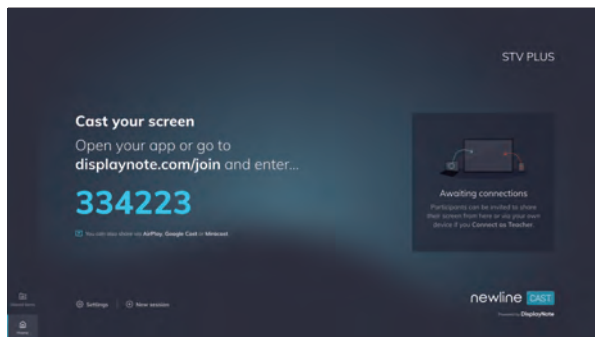 STV PLUS
Cast your screen
Open your app or go to
displaynote.com/join and enter...
334223
You can also share via AirPlay, Google Cast or Miracast
Awaiting connections
Participants can be invited to share
their screen from here or via your own
device if you Connect as Teacher.
Settings | New session
newline CAST
Powered by DisplayNote